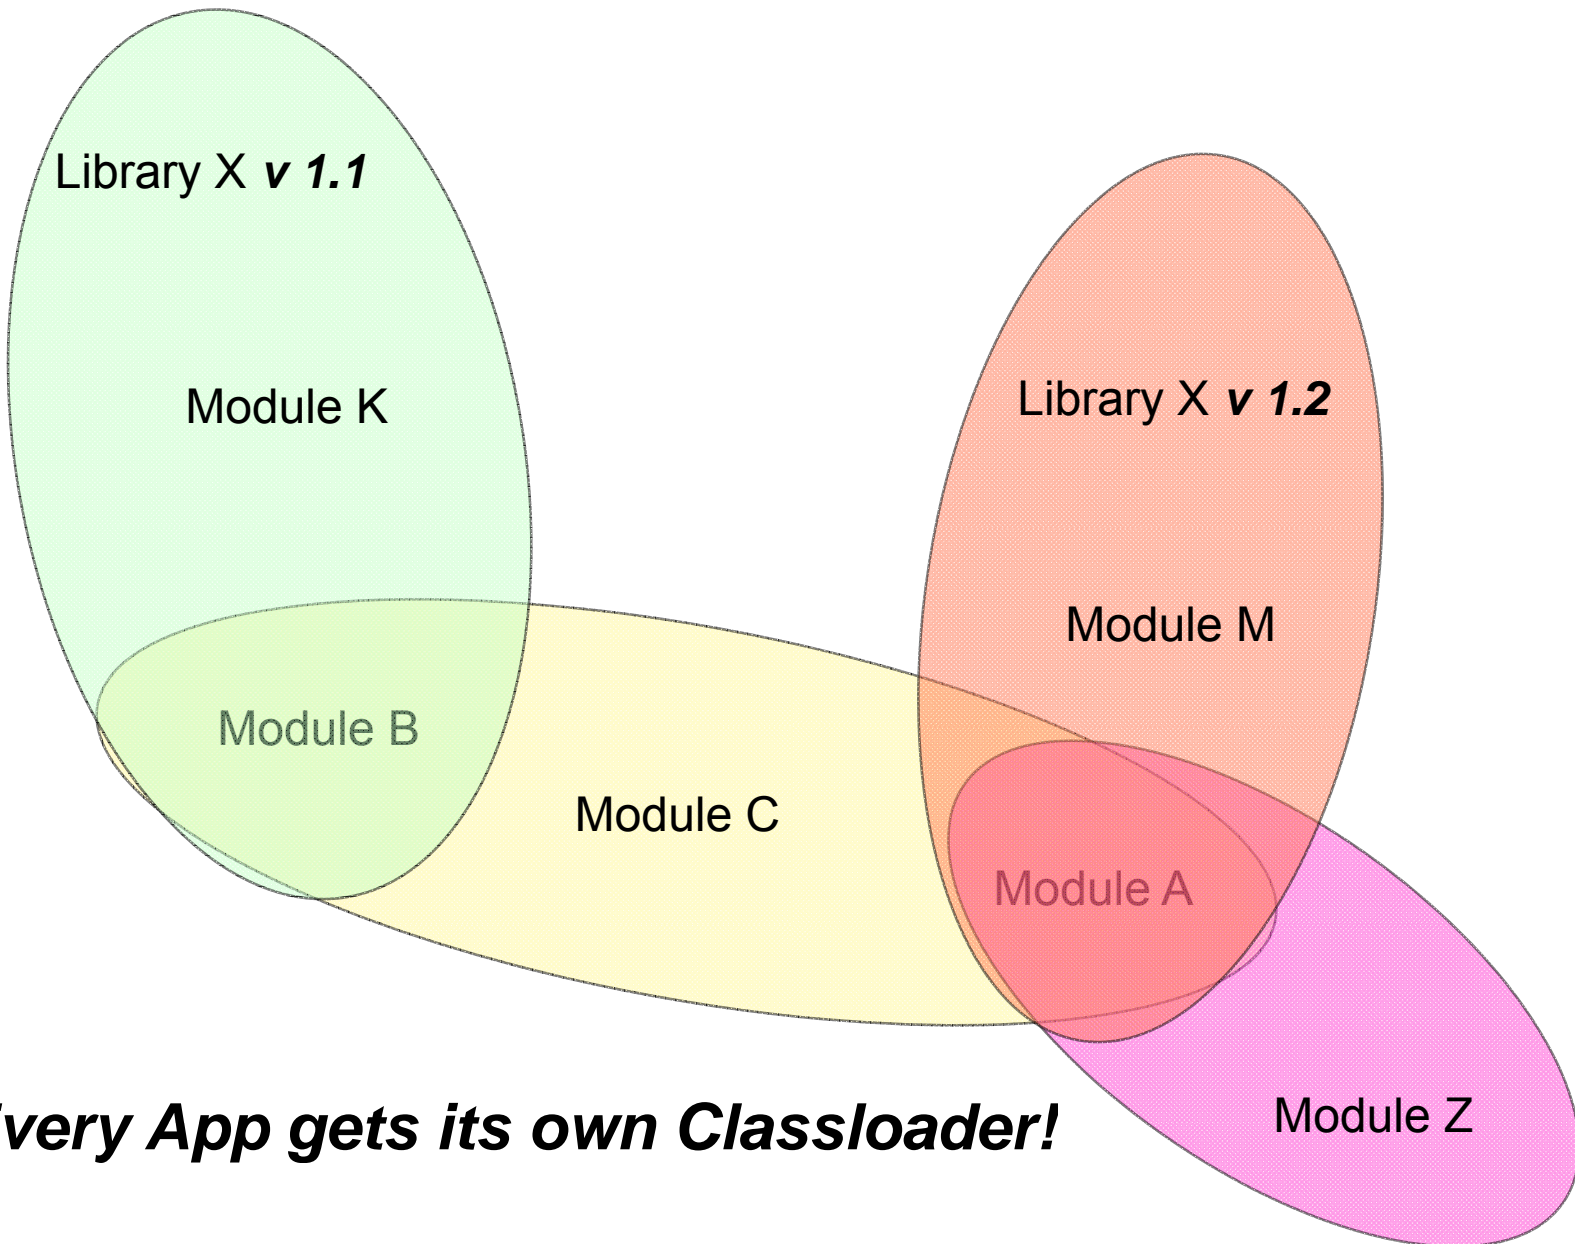 Library X v 1.1
Module K
Library X v 1.2
Module M
Module B
Module C
Module A
very App gets its own Classloader!
Module Z